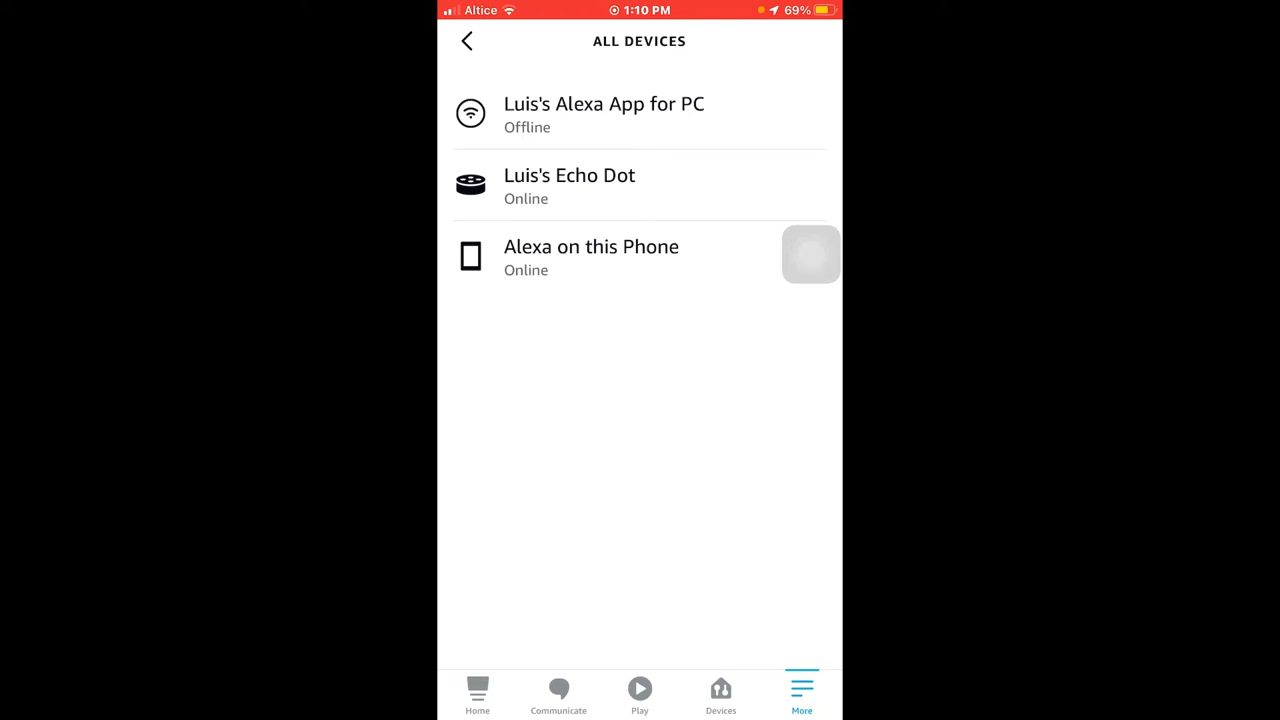 Altice 1:10 PM 69%
ALL DEVICES
Luis's Alexa App for PC
Offline
Luis's Echo Dot
Online
Alexa on this Phone
Online
Home Communicate Play Devices More